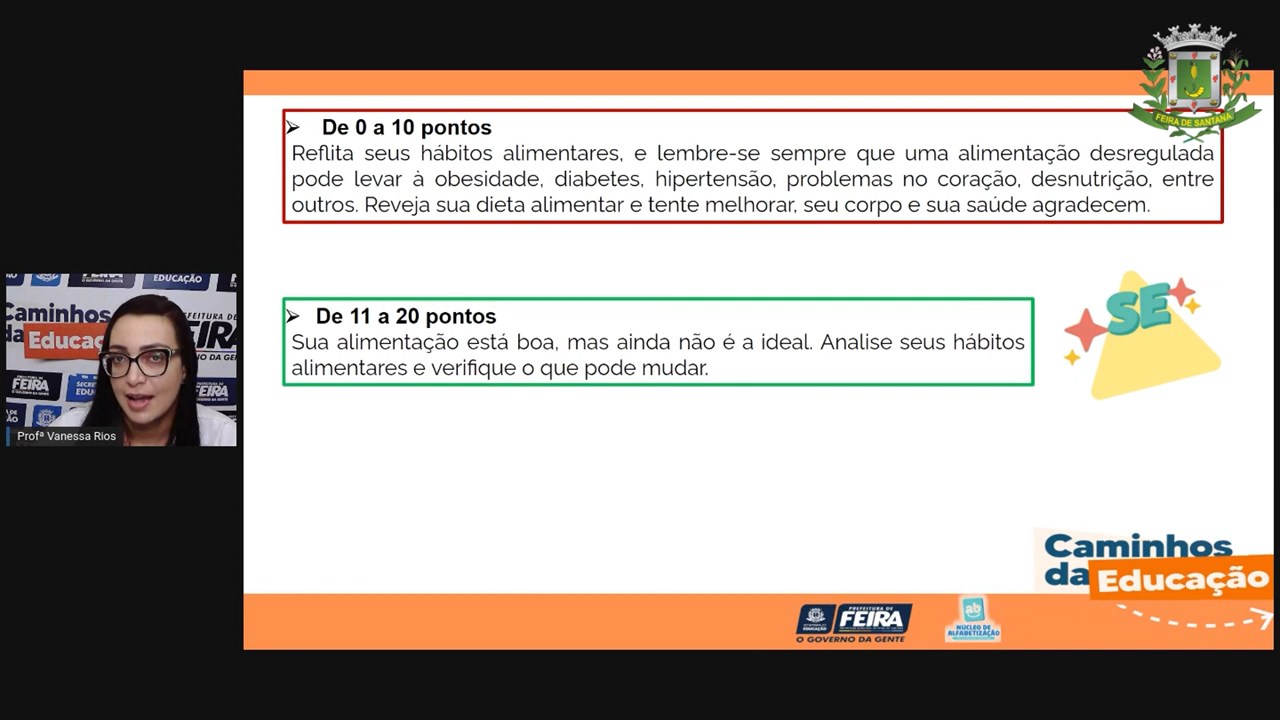 FEIRA DE SANTANA
➢ De 0 a 10 pontos
Reflita seus hábitos alimentares, e lembre-se sempre que uma alimentação desregulada
pode levar à obesidade, diabetes, hipertensão, problemas no coração, desnutrição, entre
outros. Reveja sua dieta alimentar e tente melhorar, seu corpo e sua saúde agradecem.
SE
➢ De 11 a 20 pontos
Sua alimentação está boa, mas ainda não é a ideal. Analise seus hábitos
alimentares e verifique o que pode mudar.
EDUCAÇÃO
Caminhos
da Educaç
PREFEITURA DE
FEIRA
Profª Vanessa Rios
Caminhos
da Educação
PREFEITURA DE
FEIRA
EDUCAÇÃO
O GOVERNO DA GENTE
ab
NÚCLEO DE
ALFABETIZAÇÃO